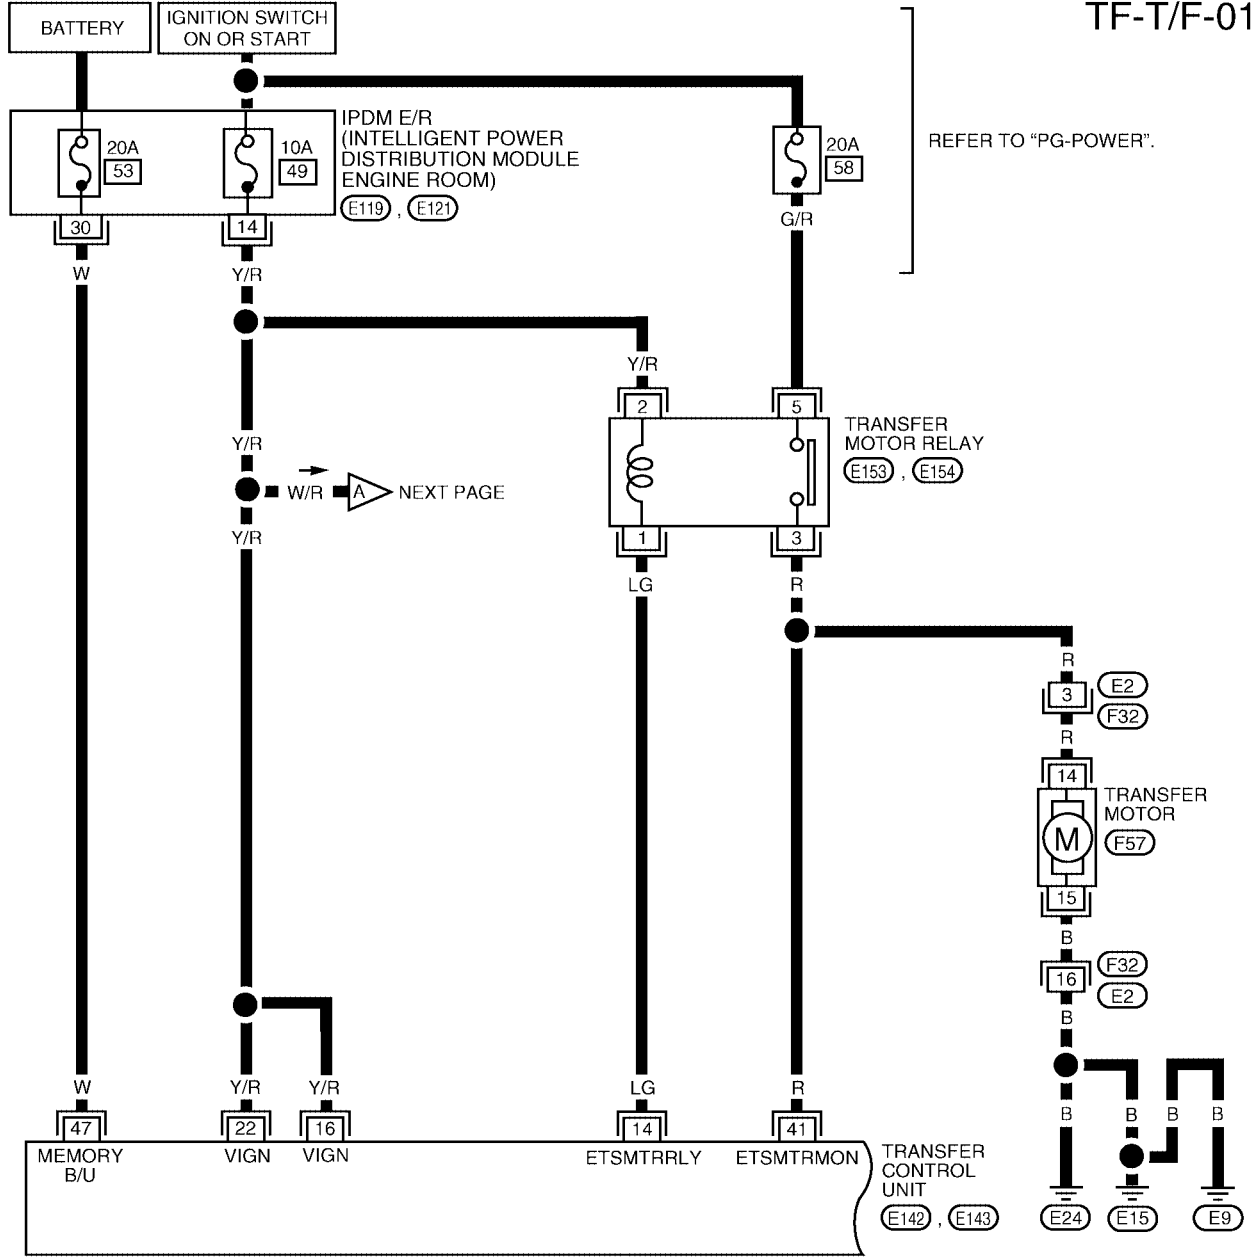 TF-T/F-01
BATTERY
IGNITION SWITCH
ON OR START
IPDM E/R
(INTELLIGENT POWER
DISTRIBUTION MODULE
ENGINE ROOM)
E119 , E121
20A
53
10A
49
20A
58
REFER TO “PG-POWER”.
30
14
G/R
W
Y/R
Y/R
2
5
TRANSFER
MOTOR RELAY
E153 , E154
Y/R
W/R
A
NEXT PAGE
Y/R
1
3
LG
R
R
3
E2
F32
R
14
TRANSFER
MOTOR
M
F57
15
B
16
F32
E2
B
W
Y/R
Y/R
LG
R
B
B
B
B
47
22
16
14
41
MEMORY
B/U
VIGN
VIGN
ETSMTRRLY
ETSMTRMON
TRANSFER
CONTROL
UNIT
E142 , E143
E24
E15
E9